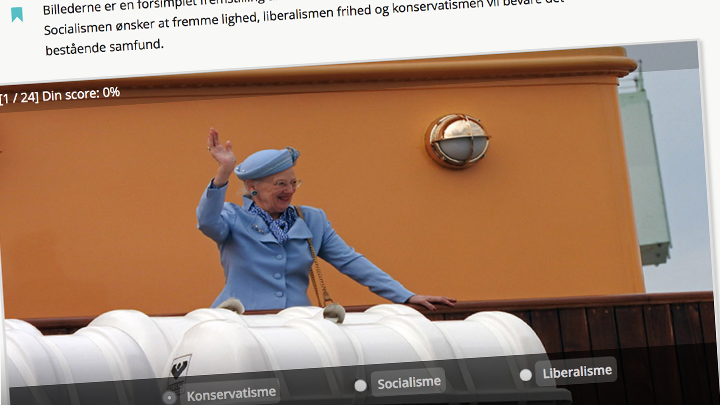 Billederne er en forsimplet
Socialismen ønsker at fremme lighed, liberalismen frihed og konservatismen vil bevare det
bestående samfund.
[1 / 24] Din score: 0%
Konservatisme
Socialisme
Liberalisme